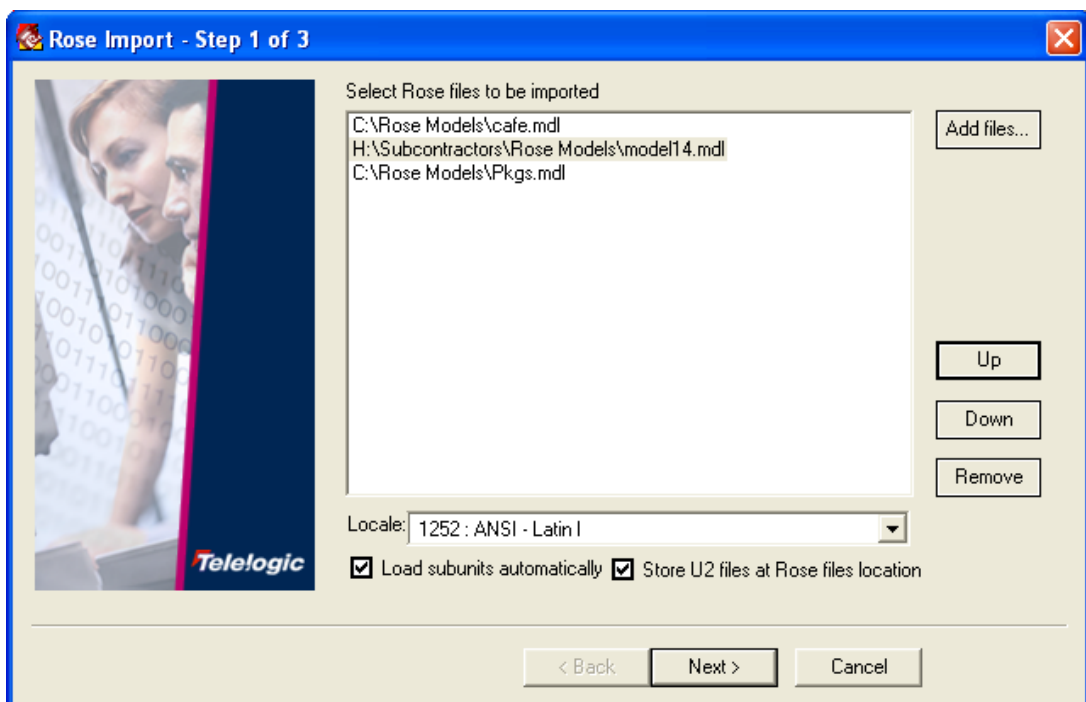 Rose Import - Step 1 of 3
Select Rose files to be imported
C:\Rose Models\cafe.mdl
H:\Subcontractors\Rose Models\model14.mdl
C:\Rose Models\Pkgs.mdl
Add files...
Up
Down
Remove
Locale: 1252 : ANSI - Latin I
Load subunits automatically Store U2 files at Rose files location
Telelogic
< Back Next > Cancel